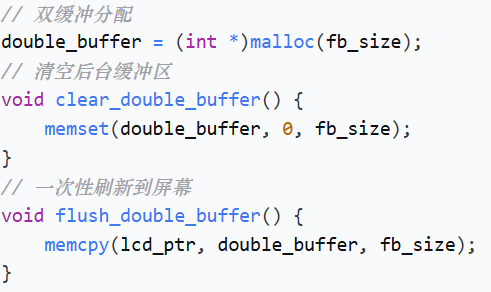 // 双缓冲分配
double_buffer = (int *)malloc(fb_size);
// 清空后台缓冲区
void clear_double_buffer() {
    memset(double_buffer, 0, fb_size);
}
// 一次性刷新到屏幕
void flush_double_buffer() {
    memcpy(lcd_ptr, double_buffer, fb_size);
}